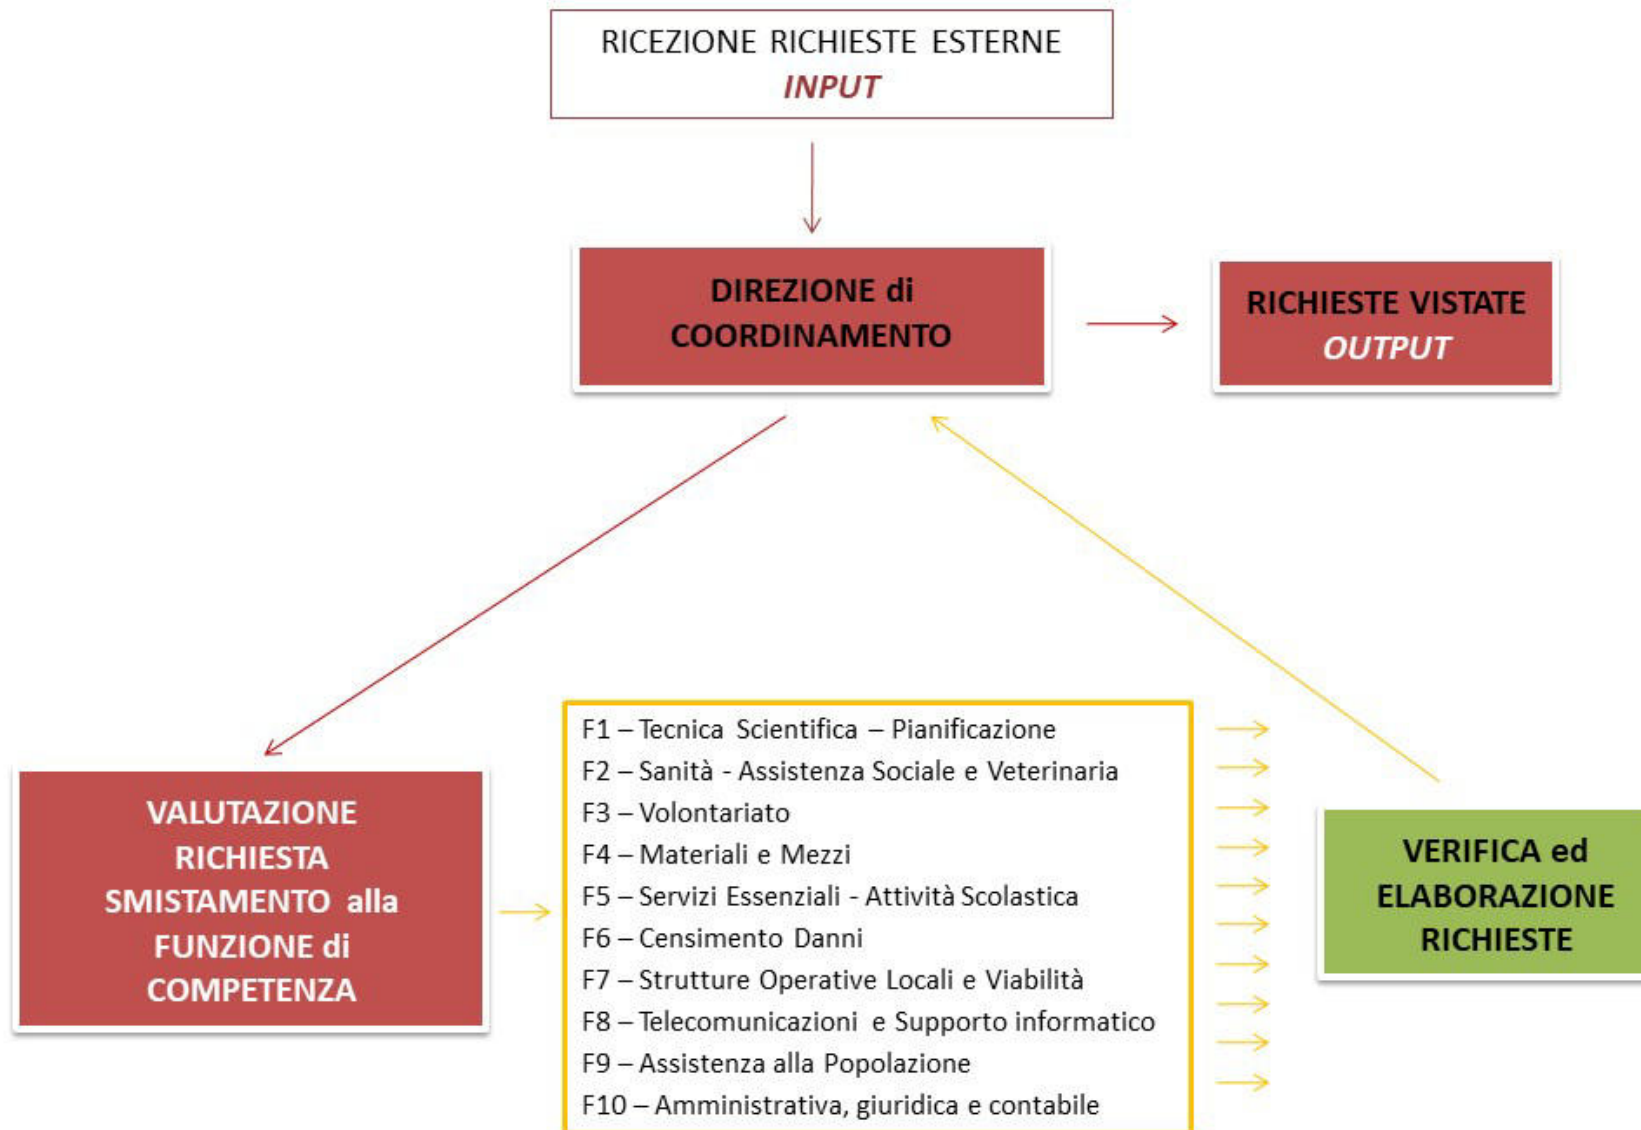 RICEZIONE RICHIESTE ESTERNE
INPUT
DIREZIONE di
COORDINAMENTO
RICHIESTE VISTATE
OUTPUT
VALUTAZIONE
RICHIESTA
SMISTAMENTO alla
FUNZIONE di
COMPETENZA
F1 – Tecnica Scientifica – Pianificazione
F2 – Sanità - Assistenza Sociale e Veterinaria
F3 – Volontariato
F4 – Materiali e Mezzi
F5 – Servizi Essenziali - Attività Scolastica
F6 – Censimento Danni
F7 – Strutture Operative Locali e Viabilità
F8 – Telecomunicazioni e Supporto informatico
F9 – Assistenza alla Popolazione
F10 – Amministrativa, giuridica e contabile
VERIFICA ed
ELABORAZIONE
RICHIESTE